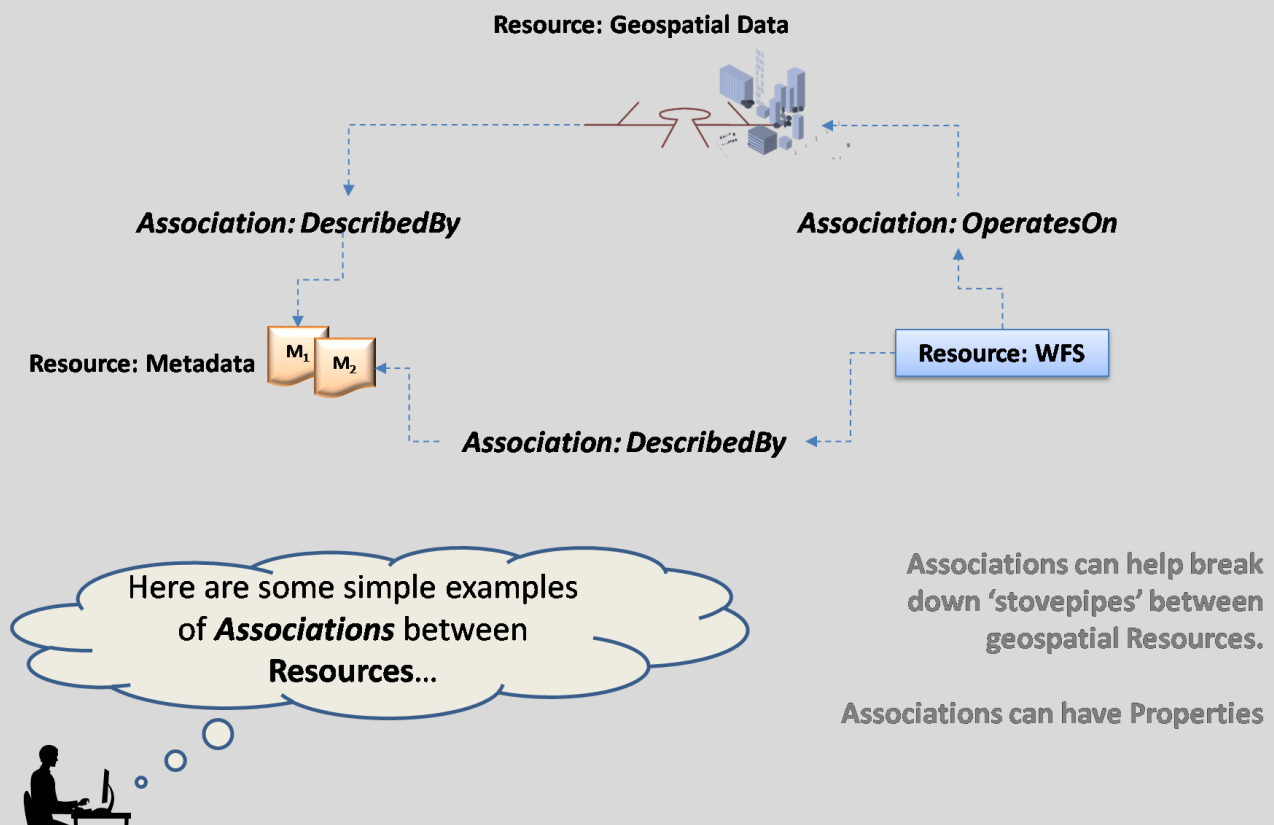 Resource: Geospatial Data
Association: DescribedBy
Association: OperatesOn
Resource: Metadata
M₁
M₂
Resource: WFS
Association: DescribedBy
Here are some simple examples
of Associations between
Resources...
Associations can help break
down ‘stovepipes’ between
geospatial Resources.
Associations can have Properties